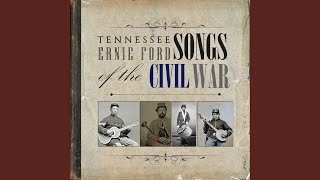 TENNESSEE
ERNIE FORD SONGS
of the CIVIL WAR